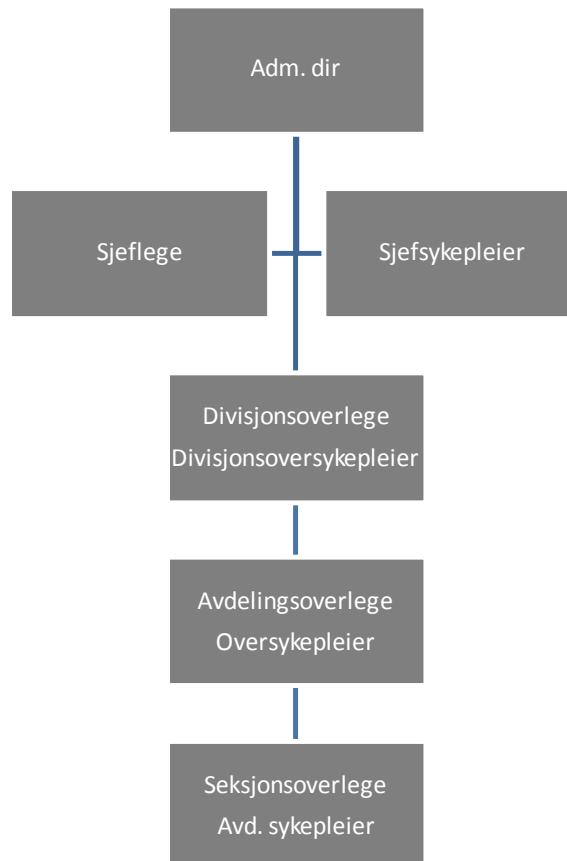 Adm. dir
Sjeflege
Sjefsykepleier
Divisjonsoverlege
Divisjonsoversykepleier
Avdelingsoverlege
Oversykepleier
Seksjonsoverlege
Avd. sykepleier